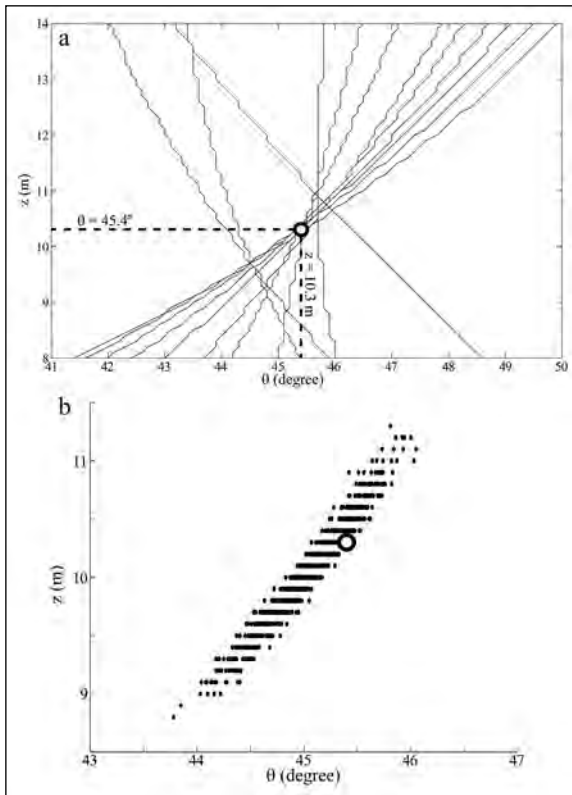 a
14
13
12
11
10
9
8
z (m)
θ = 45.4°
z = 10.3 m
41 42 43 44 45 46 47 48 49 50
θ (degree)
b
11
10
9
z (m)
43 44 45 46 47
θ (degree)